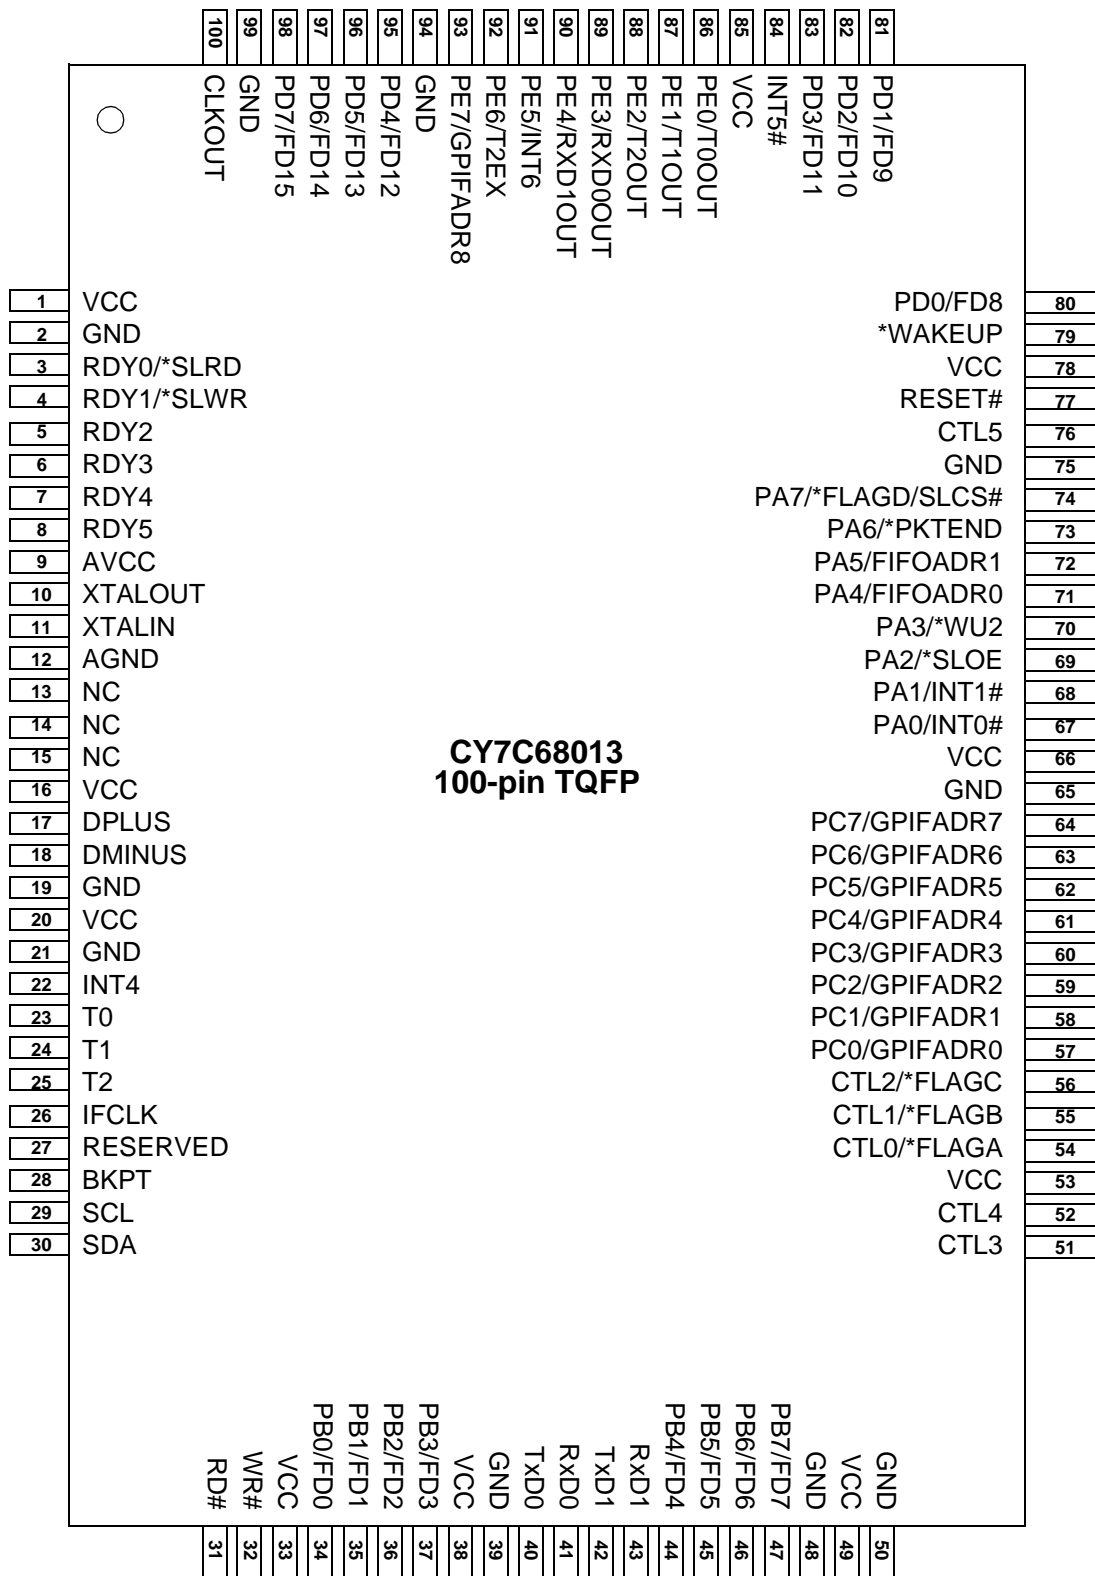 100 99 98 97 96 95 94 93 92 91 90 89 88 87 86 85 84 83 82 81
CLKOUT
GND
PD7/FD15
PD6/FD14
PD5/FD13
PD4/FD12
GND
PE7/GPIFADR8
PE6/T2EX
PE5/INT6
PE4/RXD1OUT
PE3/RXD0OUT
PE2/T2OUT
PE1/T1OUT
PE0/T0OUT
VCC
INT5#
PD3/FD11
PD2/FD10
PD1/FD9
1 VCC
2 GND
3 RDY0/*SLRD
4 RDY1/*SLWR
5 RDY2
6 RDY3
7 RDY4
8 RDY5
9 AVCC
10 XTALOUT
11 XTALIN
12 AGND
13 NC
14 NC
15 NC
16 VCC
17 DPLUS
18 DMINUS
19 GND
20 VCC
21 GND
22 INT4
23 T0
24 T1
25 T2
26 IFCLK
27 RESERVED
28 BKPT
29 SCL
30 SDA
CY7C68013
100-pin TQFP
PD0/FD8 80
*WAKEUP 79
VCC 78
RESET# 77
CTL5 76
GND 75
PA7/*FLAGD/SLCS# 74
PA6/*PKTEND 73
PA5/FIFOADR1 72
PA4/FIFOADR0 71
PA3/*WU2 70
PA2/*SLOE 69
PA1/INT1# 68
PA0/INT0# 67
VCC 66
GND 65
PC7/GPIFADR7 64
PC6/GPIFADR6 63
PC5/GPIFADR5 62
PC4/GPIFADR4 61
PC3/GPIFADR3 60
PC2/GPIFADR2 59
PC1/GPIFADR1 58
PC0/GPIFADR0 57
CTL2/*FLAGC 56
CTL1/*FLAGB 55
CTL0/*FLAGA 54
VCC 53
CTL4 52
CTL3 51
RD#
WR#
VCC
PB0/FD0
PB1/FD1
PB2/FD2
PB3/FD3
VCC
GND
TxD0
RxD0
TxD1
RxD1
PB4/FD4
PB5/FD5
PB6/FD6
PB7/FD7
GND
VCC
GND
31 32 33 34 35 36 37 38 39 40 41 42 43 44 45 46 47 48 49 50